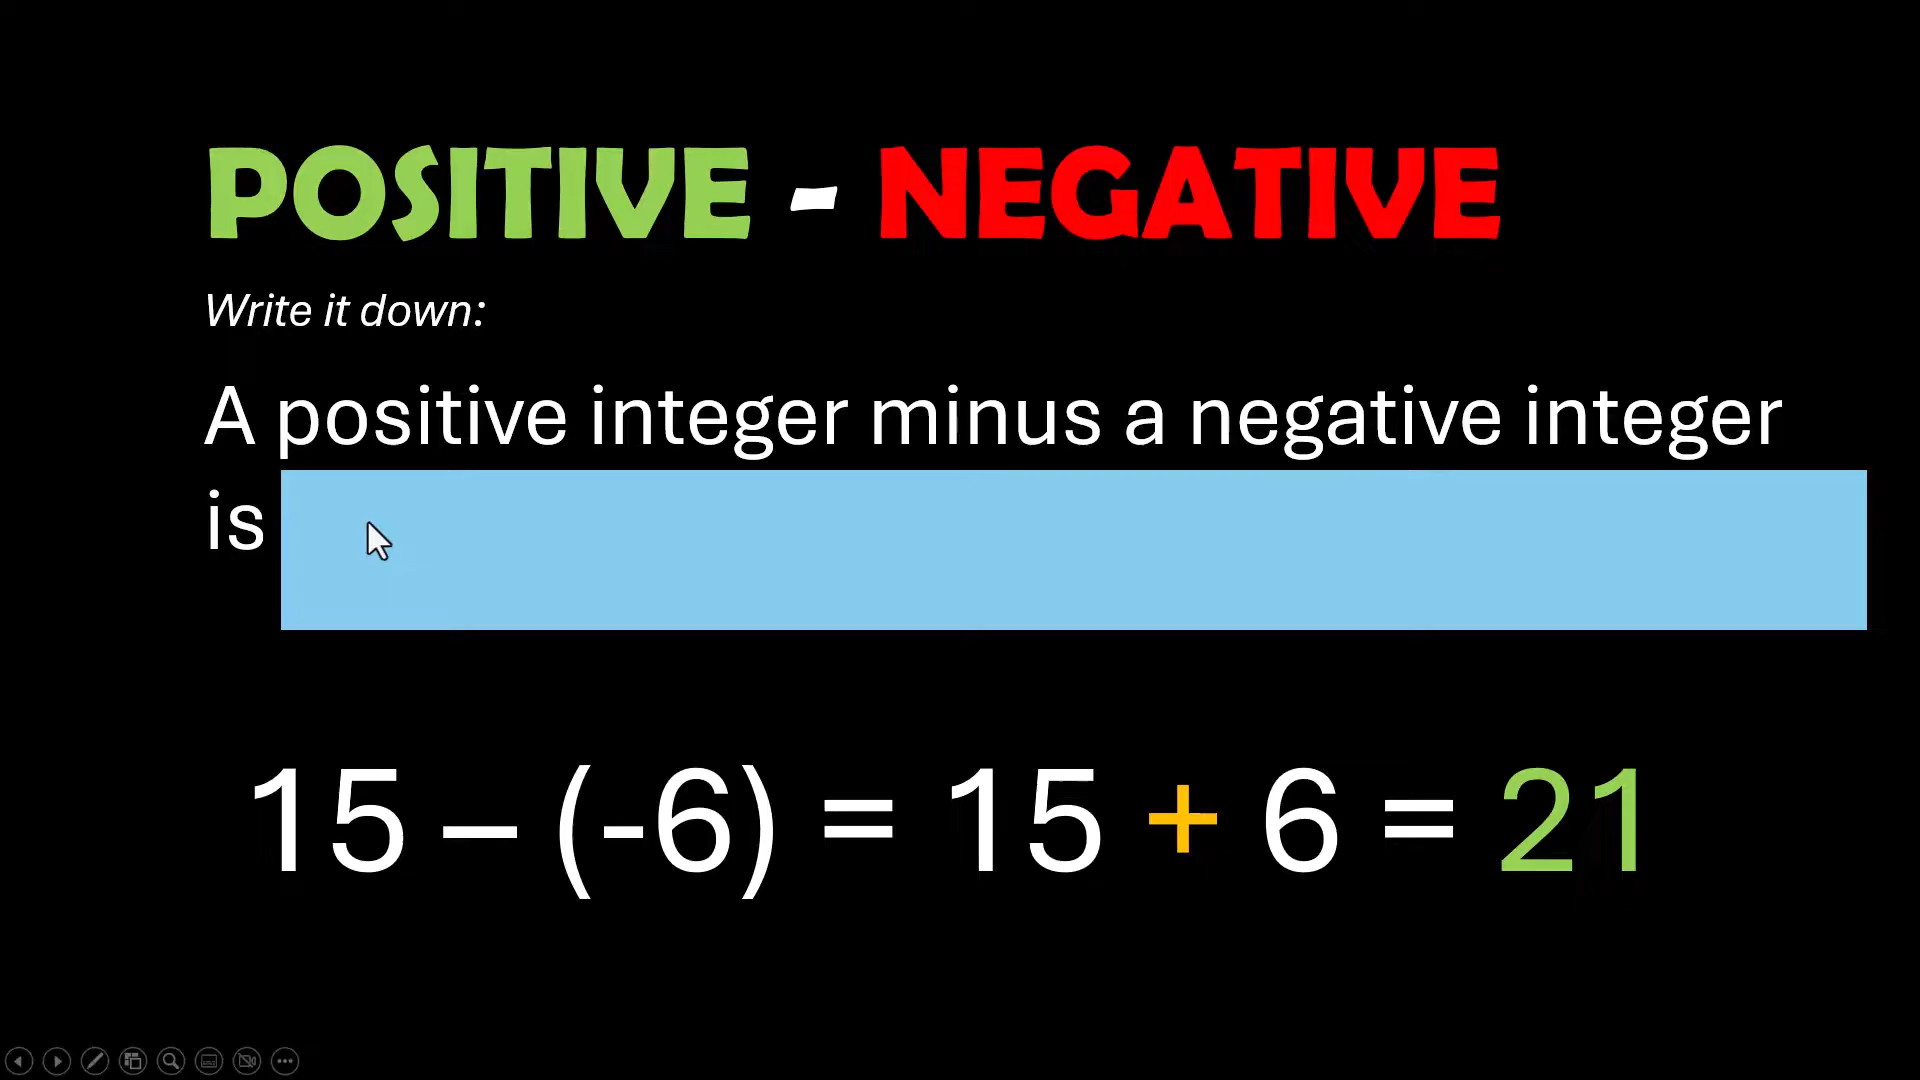 POSITIVE - NEGATIVE
Write it down:
A positive integer minus a negative integer
is
15 – (-6) = 15 + 6 = 21